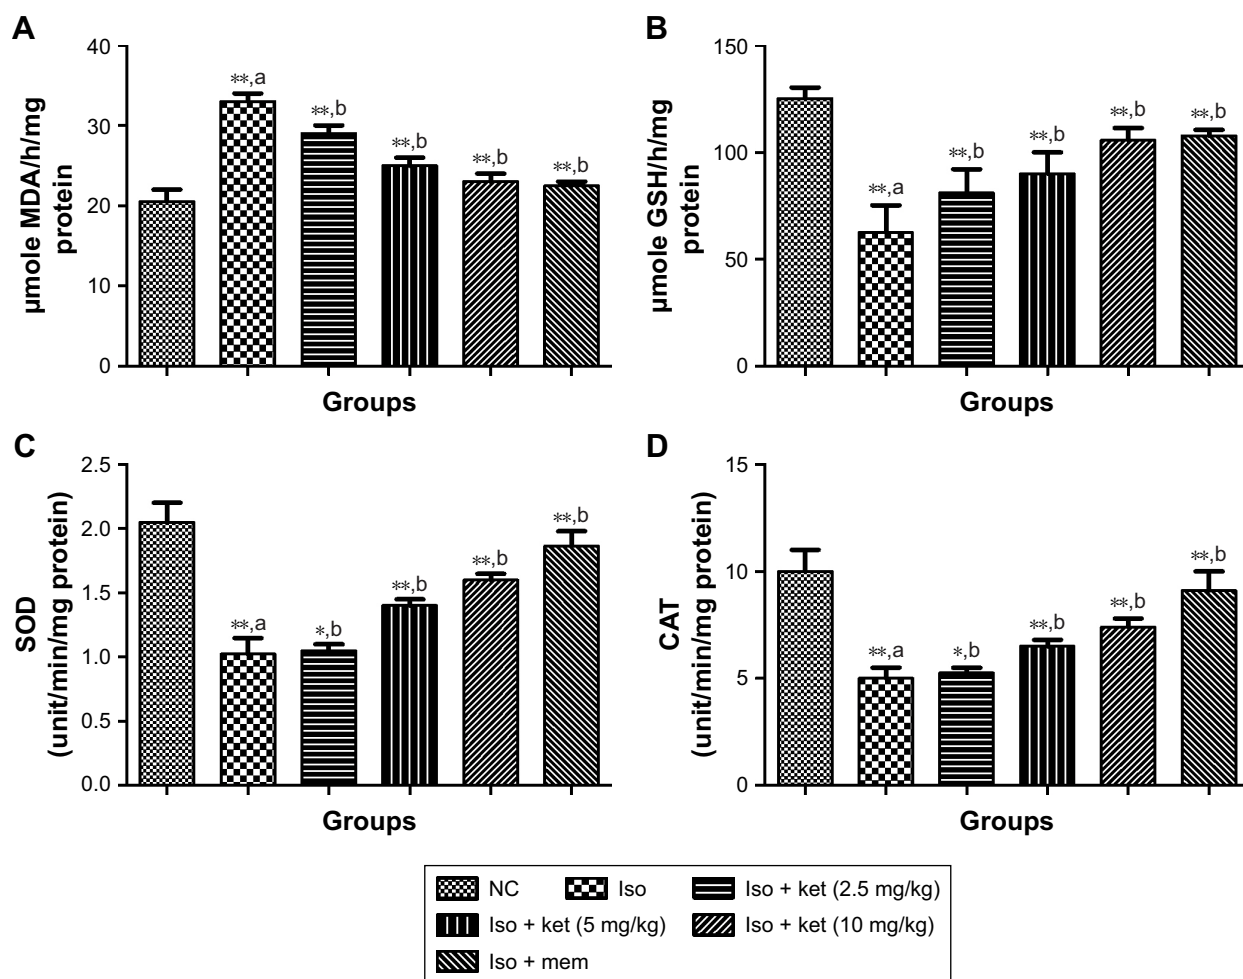 A
µmole MDA/h/mg
protein
40
30
20
10
0
**,a
**,b
**,b
**,b
**,b
Groups
B
µmole GSH/h/mg
protein
150
100
50
0
**,a
**,b
**,b
**,b
**,b
Groups
C
SOD
(unit/min/mg protein)
2.5
2.0
1.5
1.0
0.5
0.0
**,a
*,b
**,b
**,b
**,b
Groups
D
CAT
(unit/min/mg protein)
15
10
5
0
**,a
*,b
**,b
**,b
**,b
Groups
NC Iso Iso + ket (2.5 mg/kg)
Iso + ket (5 mg/kg) Iso + ket (10 mg/kg)
Iso + mem